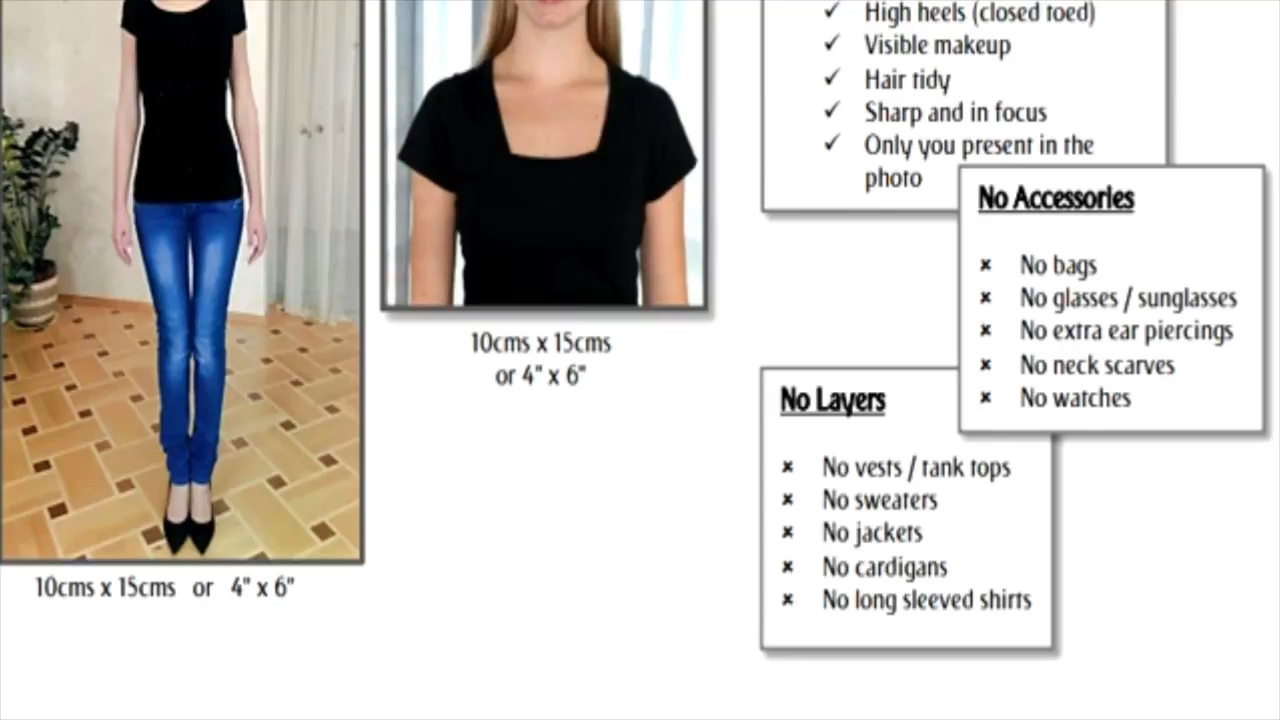 High heels (closed toed)
Visible makeup
Hair tidy
Sharp and in focus
Only you present in the
photo
No Accessories
No bags
No glasses / sunglasses
No extra ear piercings
No neck scarves
No watches
10cms x 15cms
or 4" x 6"
No Layers
No vests / tank tops
No sweaters
No jackets
No cardigans
No long sleeved shirts
10cms x 15cms or 4" x 6"